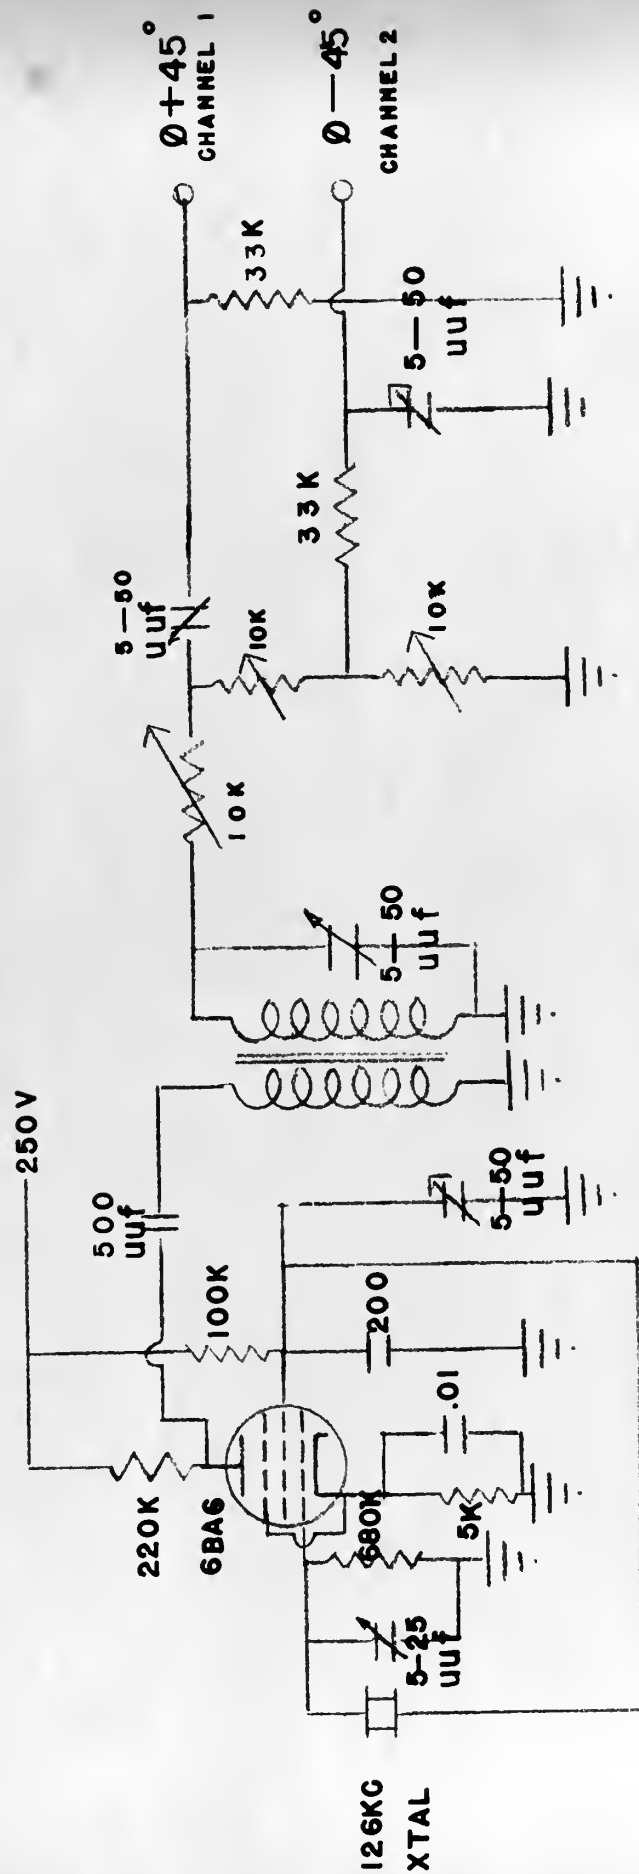 250V
220K
6BA6
100K
500
uuf
680K
5K
.01
200
5-25
uuf
126KC
XTAL
5-50
uuf
5-50
uuf
10K
5-50
uuf
10K
10K
33K
33K
5-50
uuf
Ø+45°
CHANNEL 1
Ø-45°
CHANNEL 2